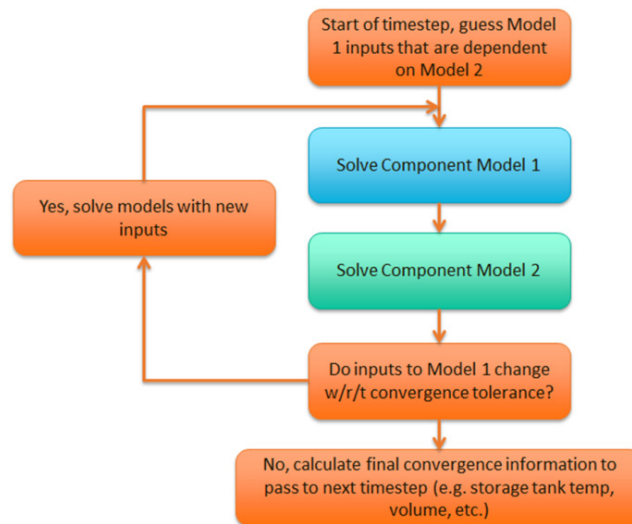 Start of timestep, guess Model
1 inputs that are dependent
on Model 2
Solve Component Model 1
Yes, solve models with new
inputs
Solve Component Model 2
Do inputs to Model 1 change
w/r/t convergence tolerance?
No, calculate final convergence information to
pass to next timestep (e.g. storage tank temp,
volume, etc.)